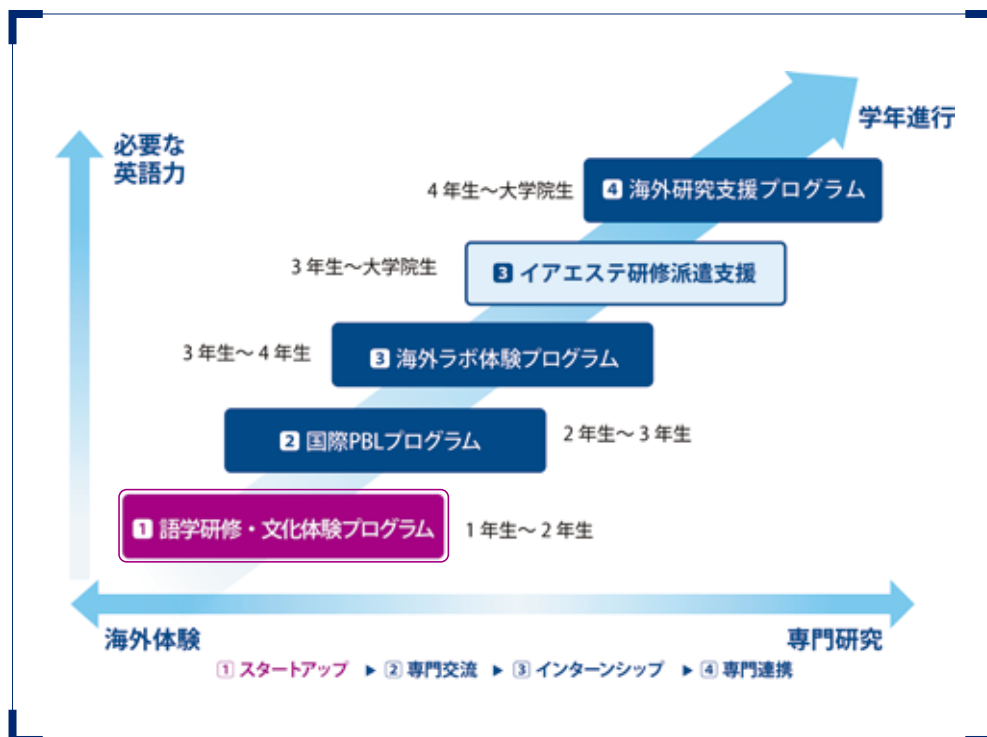 必要な
英語力
学年進行
4年生～大学院生
4 海外研究支援プログラム
3年生～大学院生
3 イアエステ研修派遣支援
3年生～4年生
3 海外ラボ体験プログラム
2 国際PBLプログラム
2年生～3年生
1 語学研修・文化体験プログラム
1年生～2年生
海外体験
専門研究
1 スタートアップ ▶ 2 専門交流 ▶ 3 インターンシップ ▶ 4 専門連携